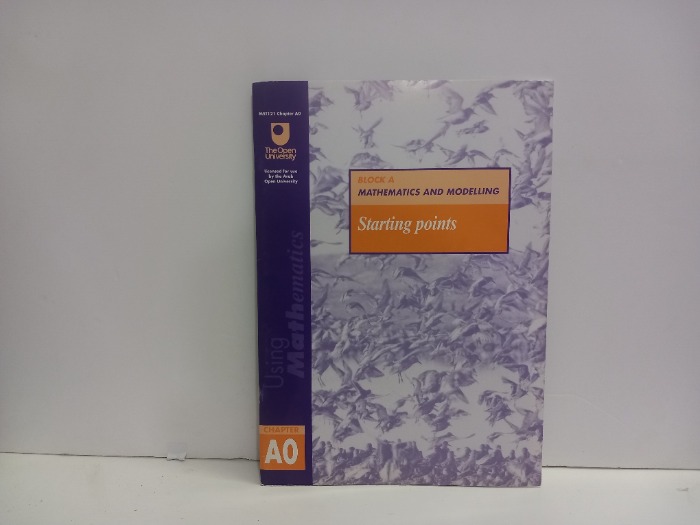 MST121 Chapter A0
The Open
University
licensed for use
by the Arab
Open University
BLOCK A
MATHEMATICS AND MODELLING
Starting points
Using
Mathematics
CHAPTER
A0